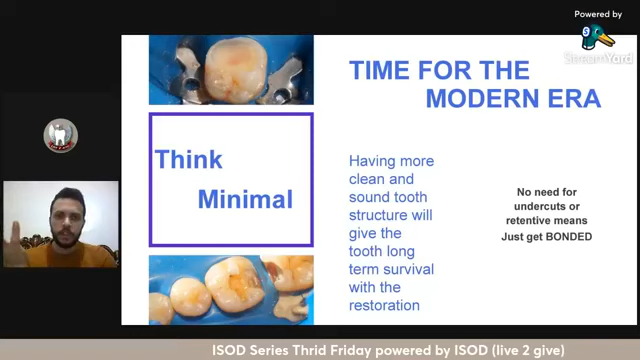 Powered by
StreamYard
TIME FOR THE
MODERN ERA
Think
Minimal
Having more
clean and
sound tooth
structure will
give the
tooth long
term survival
with the
restoration
No need for
undercuts or
retentive means
Just get BONDED
ISOD Series Thrid Friday powered by ISOD (live 2 give)